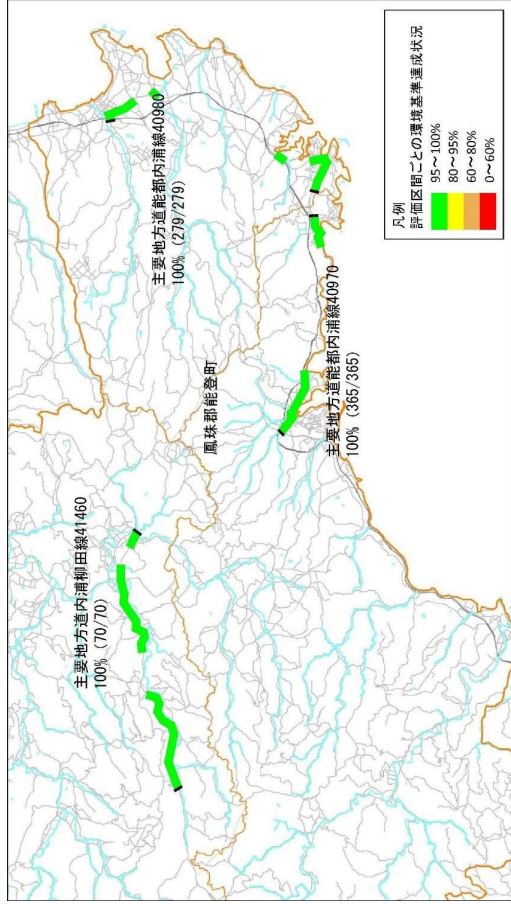 主要地方道内浦柳田線41460
100%（70/70）
主要地方道能都内浦線40980
100%（279/279）
鳳珠郡能登町
主要地方道能都内浦線40970
100%（365/365）
凡例
評価区間ごとの環境基準達成状況
95～100%
80～95%
60～80%
0～60%